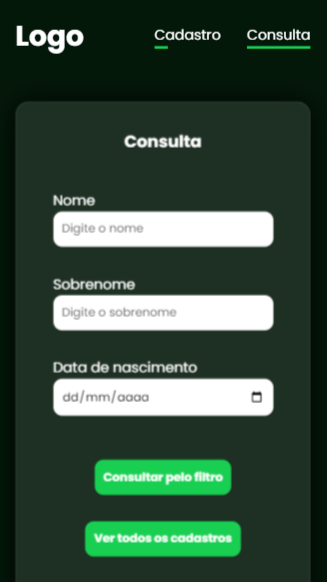 Logo
Cadastro
Consulta
Consulta
Nome
Digite o nome
Sobrenome
Digite o sobrenome
Data de nascimento
dd/mm/aaaa
Consultar pelo filtro
Ver todos os cadastros